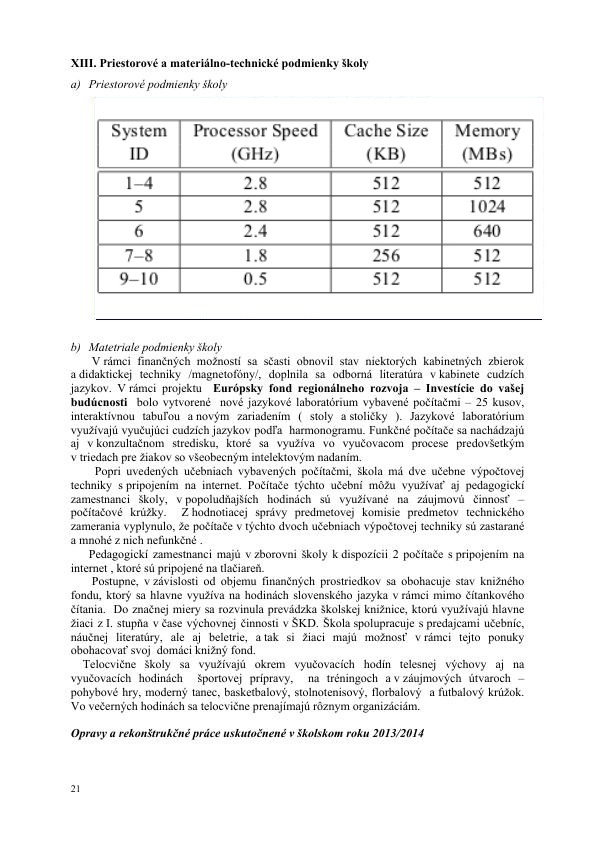 XIII. Priestorové a materiálno-technické podmienky školy
a) Priestorové podmienky školy
System ID Processor Speed (GHz) Cache Size (KB) Memory (MBs)
1–4 2.8 512 512
5 2.8 512 1024
6 2.4 512 640
7–8 1.8 256 512
9–10 0.5 512 512
b) Matetriale podmienky školy
V rámci finančných možností sa sčasti obnovil stav niektorých kabinetných zbierok
a didaktickej techniky /magnetofóny/, doplnila sa odborná literatúra v kabinete cudzích
jazykov. V rámci projektu Európsky fond regionálneho rozvoja – Investície do vašej
budúcnosti bolo vytvorené nové jazykové laboratórium vybavené počítačmi – 25 kusov,
interaktívnou tabuľou a novým zariadením ( stoly a stoličky ). Jazykové laboratórium
využívajú vyučujúci cudzích jazykov podľa harmonogramu. Funkčné počítače sa nachádzajú
aj v konzultačnom stredisku, ktoré sa využíva vo vyučovacom procese predovšetkým
v triedach pre žiakov so všeobecným intelektovým nadaním.
Popri uvedených učebniach vybavených počítačmi, škola má dve učebne výpočtovej
techniky s pripojením na internet. Počítače týchto učební môžu využívať aj pedagogickí
zamestnanci školy, v popoludňajších hodinách sú využívané na záujmovú činnosť –
počítačové krúžky. Z hodnotiacej správy predmetovej komisie predmetov technického
zamerania vyplynulo, že počítače v týchto dvoch učebniach výpočtovej techniky sú zastarané
a mnohé z nich nefunkčné .
Pedagogickí zamestnanci majú v zborovni školy k dispozícii 2 počítače s pripojením na
internet , ktoré sú pripojené na tlačiareň.
Postupne, v závislosti od objemu finančných prostriedkov sa obohacuje stav knižného
fondu, ktorý sa hlavne využíva na hodinách slovenského jazyka v rámci mimo čítankového
čítania. Do značnej miery sa rozvinula prevádzka školskej knižnice, ktorú využívajú hlavne
žiaci z I. stupňa v čase výchovnej činnosti v ŠKD. Škola spolupracuje s predajcami učebníc,
náučnej literatúry, ale aj beletrie, a tak si žiaci majú možnosť v rámci tejto ponuky
obohacovať svoj domáci knižný fond.
Telocvične školy sa využívajú okrem vyučovacích hodín telesnej výchovy aj na
vyučovacích hodinách športovej prípravy, na tréningoch a v záujmových útvaroch –
pohybové hry, moderný tanec, basketbalový, stolnotenisový, florbalový a futbalový krúžok.
Vo večerných hodinách sa telocvične prenajímajú rôznym organizáciám.
Opravy a rekonštrukčné práce uskutočnené v školskom roku 2013/2014
21